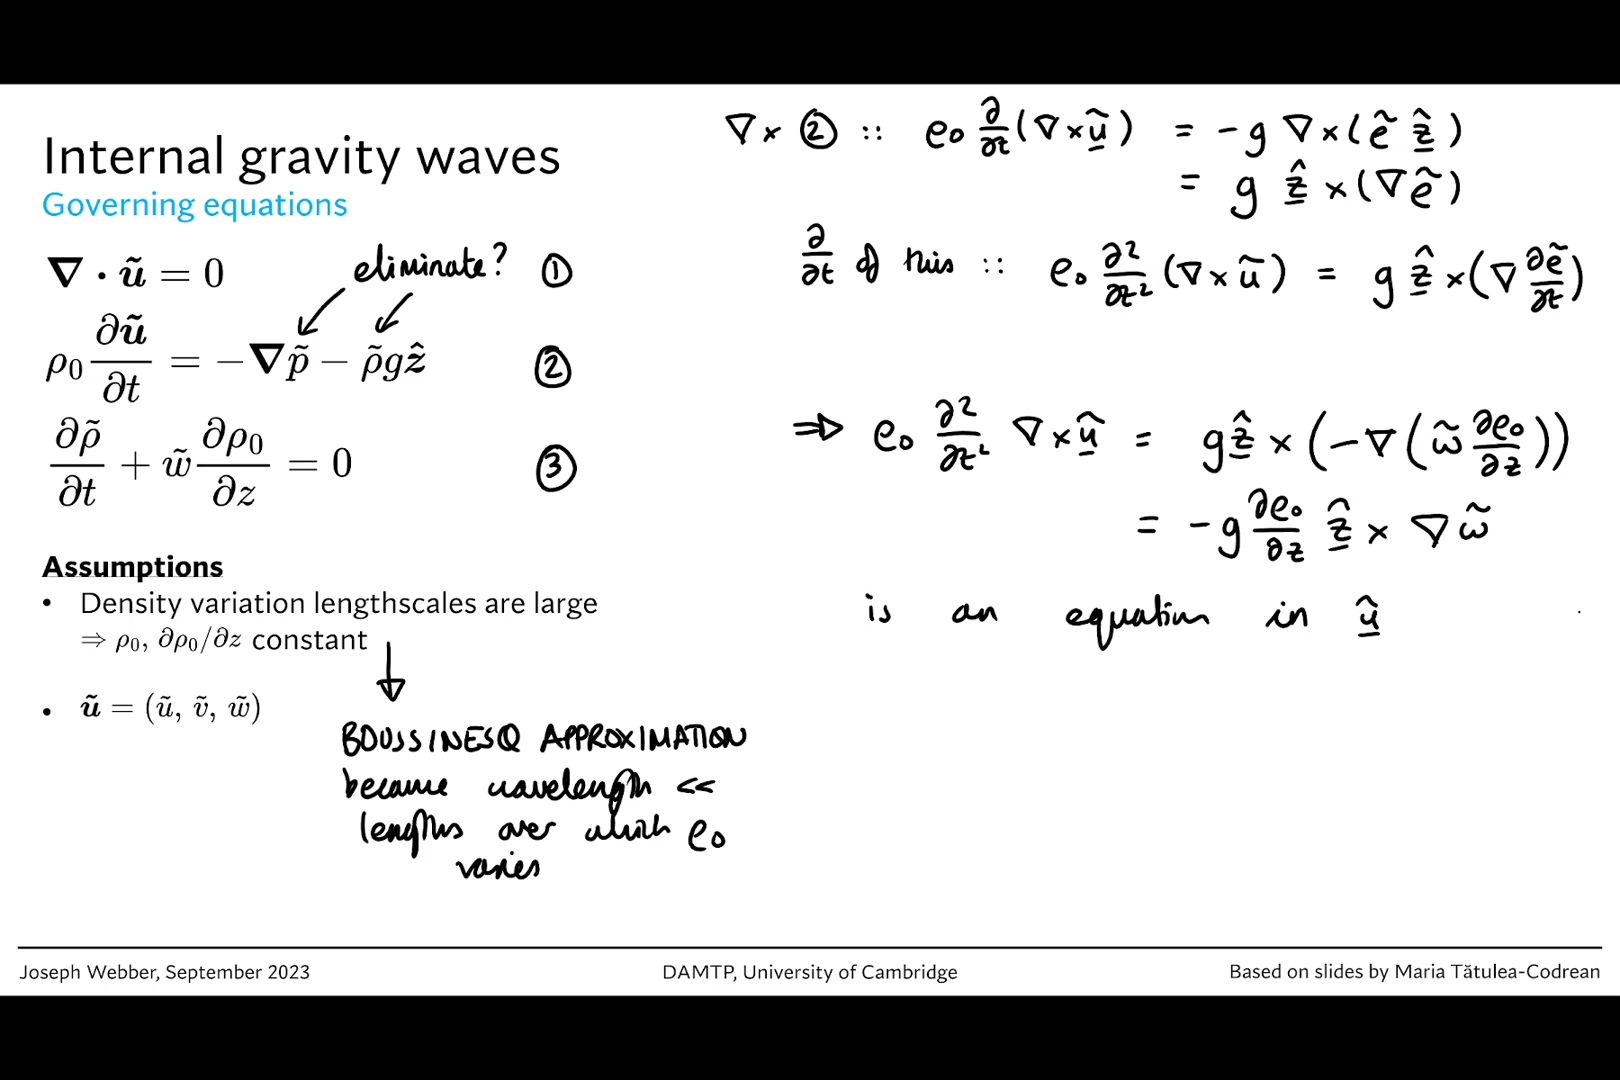 Internal gravity waves
Governing equations
∇ · ũ = 0
eliminate? ①
ρ₀ ∂ũ/∂t = −∇p̃ − ρ̃gẑ ②
∂ρ̃/∂t + w̃ ∂ρ₀/∂z = 0 ③
Assumptions
• Density variation lengthscales are large
⇒ ρ₀, ∂ρ₀/∂z constant
• ũ = (ũ, ṽ, w̃)
BOUSSINESQ APPROXIMATION
because wavelength <<
lengths over which ρ₀
varies
∇× ② :: ρ₀ ∂/∂t (∇×ũ) = −g ∇×(ρ̃ ẑ)
= g ẑ ×(∇ρ̃)
∂/∂t of this :: ρ₀ ∂²/∂t² (∇×ũ) = g ẑ ×(∇ ∂ρ̃/∂t)
⇒ ρ₀ ∂²/∂t² ∇×ũ = gẑ × (−∇(w̃ ∂ρ₀/∂z))
= −g ∂ρ₀/∂z ẑ × ∇w̃
is an equation in ũ
Joseph Webber, September 2023
DAMTP, University of Cambridge
Based on slides by Maria Tătulea-Codrean